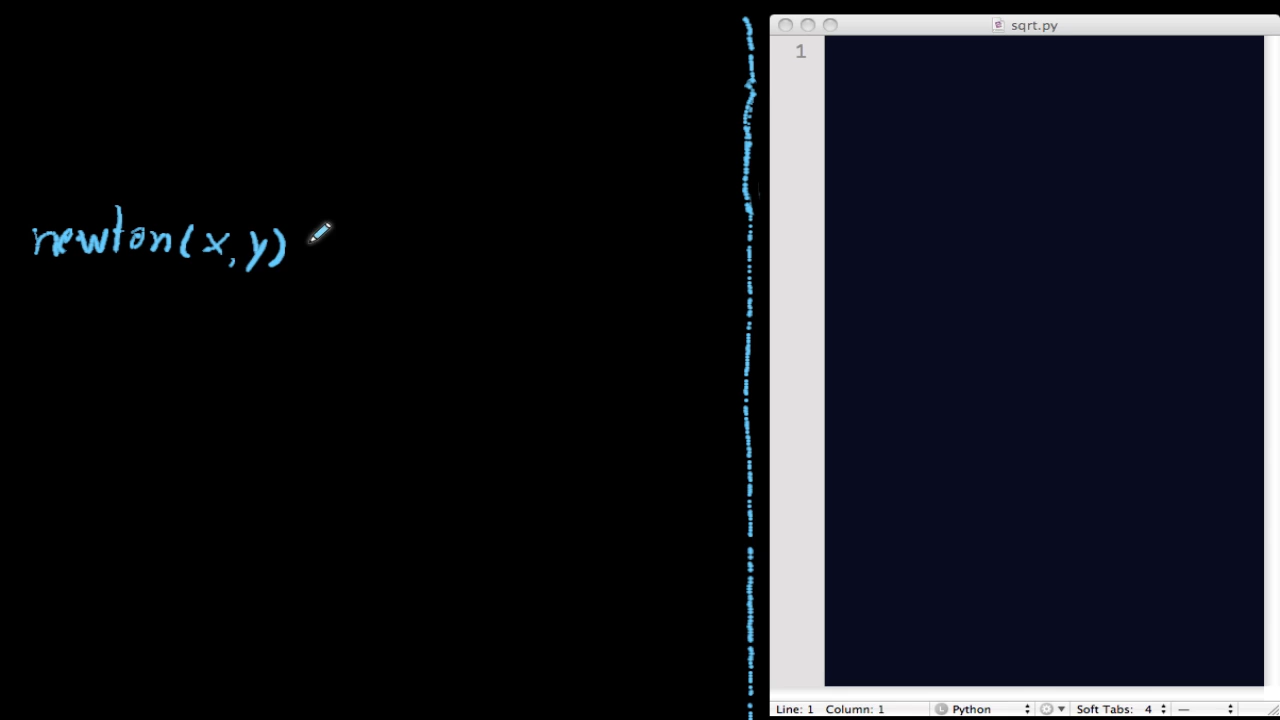 newton(x,y)
sqrt.py
1
Line: 1 Column: 1 L Python Soft Tabs: 4 —